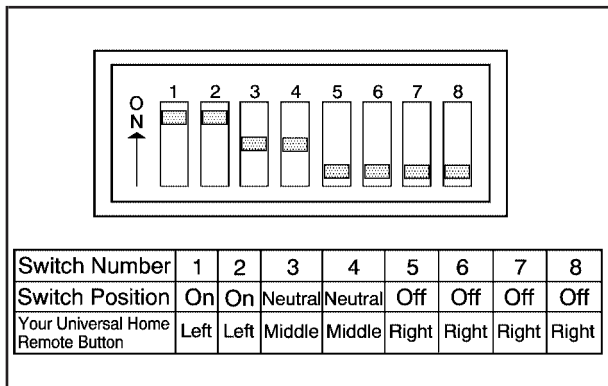 1 2 3 4 5 6 7 8
ON
Switch Number 1 2 3 4 5 6 7 8
Switch Position On On Neutral Neutral Off Off Off Off
Your Universal Home
Remote Button Left Left Middle Middle Right Right Right Right